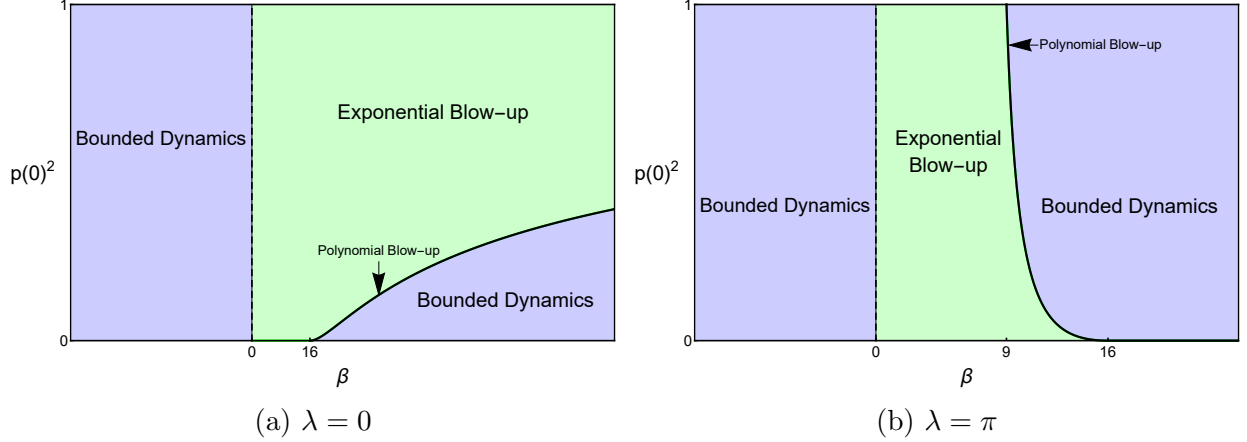 1
Exponential Blow-up
Bounded Dynamics
p(0)²
Polynomial Blow-up
Bounded Dynamics
0
0
16
β
(a) λ = 0
1
Polynomial Blow-up
Exponential
Blow-up
p(0)²
Bounded Dynamics
Bounded Dynamics
0
0
9
16
β
(b) λ = π